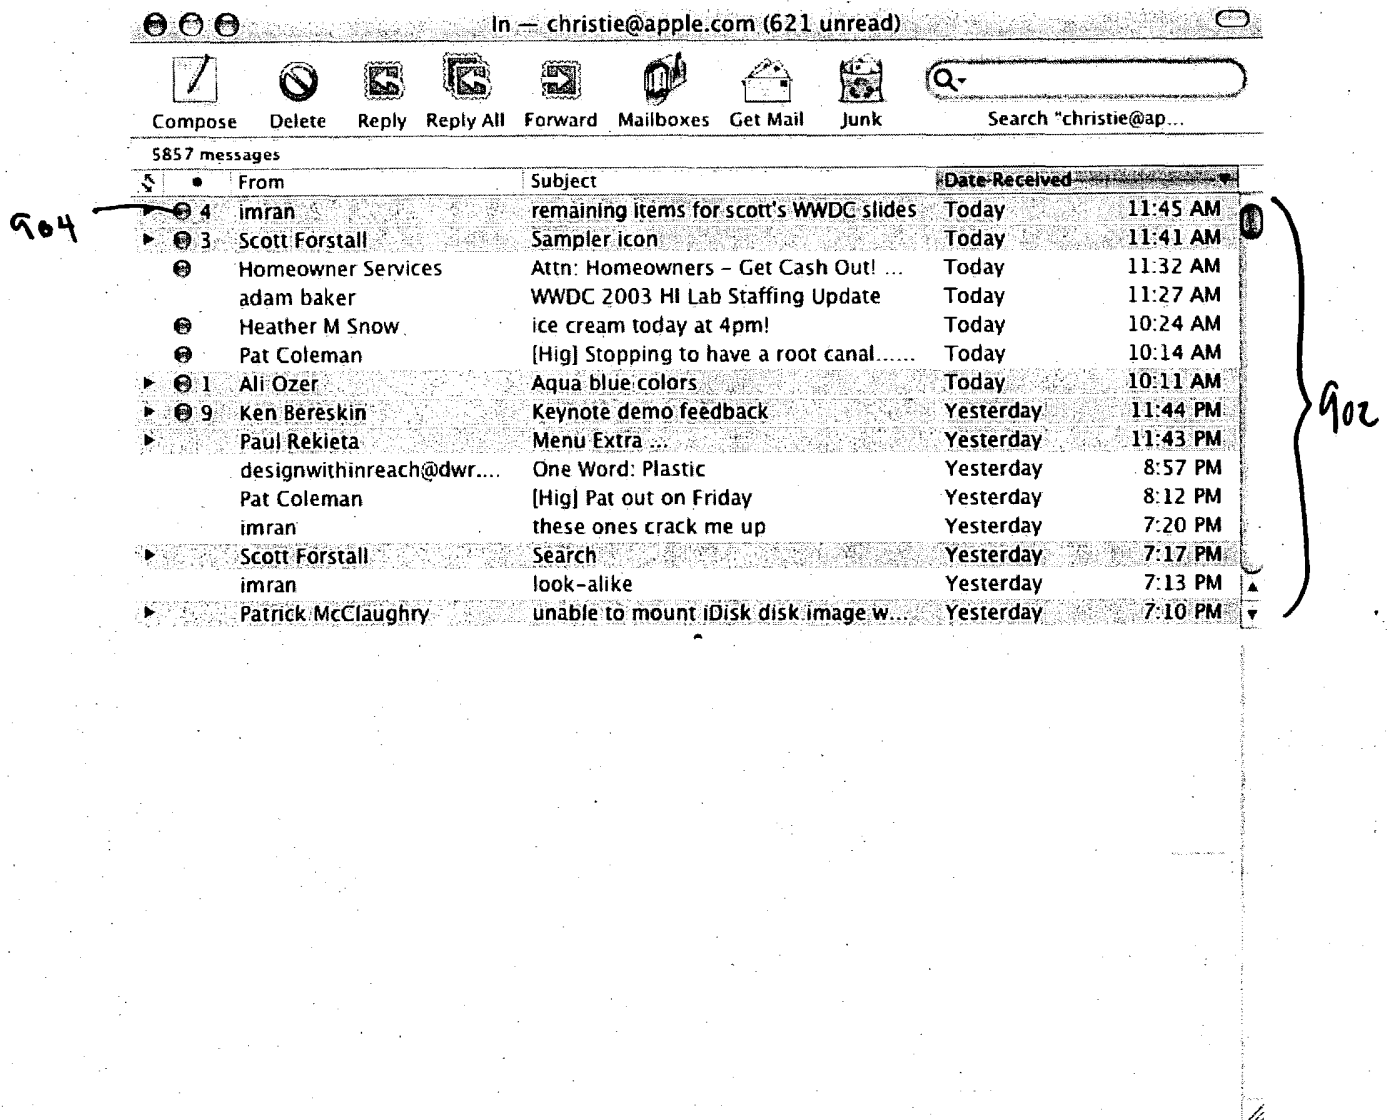 In — christie@apple.com (621 unread)
Compose Delete Reply Reply All Forward Mailboxes Get Mail Junk Search "christie@ap...
5857 messages
From Subject Date Received
904
4 imran remaining items for scott's WWDC slides Today 11:45 AM
3 Scott Forstall Sampler icon Today 11:41 AM
Homeowner Services Attn: Homeowners – Get Cash Out! ... Today 11:32 AM
adam baker WWDC 2003 HI Lab Staffing Update Today 11:27 AM
Heather M Snow ice cream today at 4pm! Today 10:24 AM
Pat Coleman [Hig] Stopping to have a root canal...... Today 10:14 AM
1 Ali Ozer Aqua blue colors Today 10:11 AM
9 Ken Bereskin Keynote demo feedback Yesterday 11:44 PM
902
Paul Rekieta Menu Extra ... Yesterday 11:43 PM
designwithinreach@dwr.... One Word: Plastic Yesterday 8:57 PM
Pat Coleman [Hig] Pat out on Friday Yesterday 8:12 PM
imran these ones crack me up Yesterday 7:20 PM
Scott Forstall Search Yesterday 7:17 PM
imran look-alike Yesterday 7:13 PM
Patrick McClaughry unable to mount iDisk disk image w... Yesterday 7:10 PM